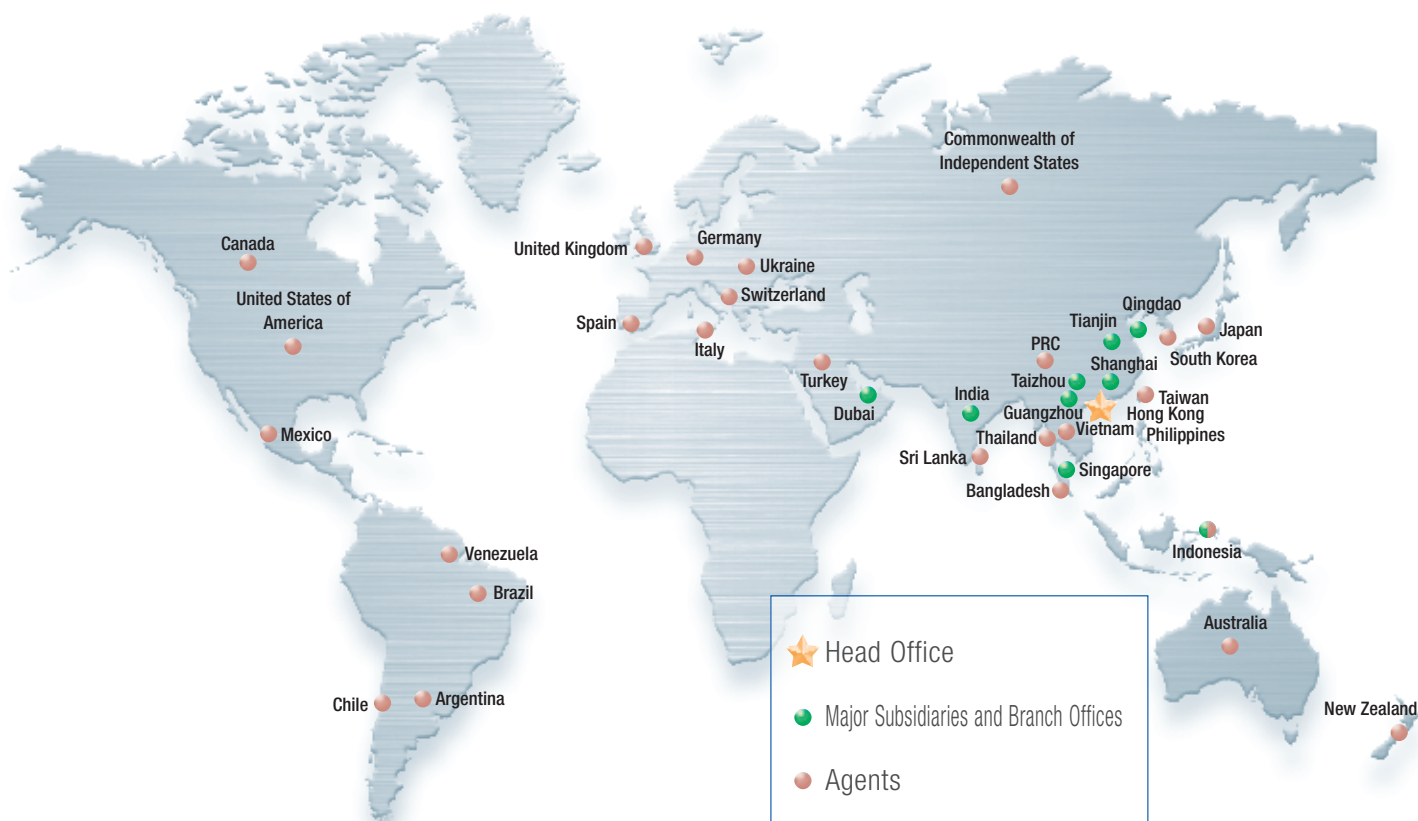 Commonwealth of
Independent States
Canada
United Kingdom
Germany
Ukraine
United States of
America
Switzerland
Spain
Italy
Qingdao
Tianjin
Japan
South Korea
PRC
Shanghai
Turkey
Taizhou
India
Taiwan
Dubai
Guangzhou
Hong Kong
Mexico
Vietnam
Philippines
Thailand
Sri Lanka
Singapore
Bangladesh
Venezuela
Indonesia
Brazil
Australia
Chile
Argentina
New Zealand
Head Office
Major Subsidiaries and Branch Offices
Agents